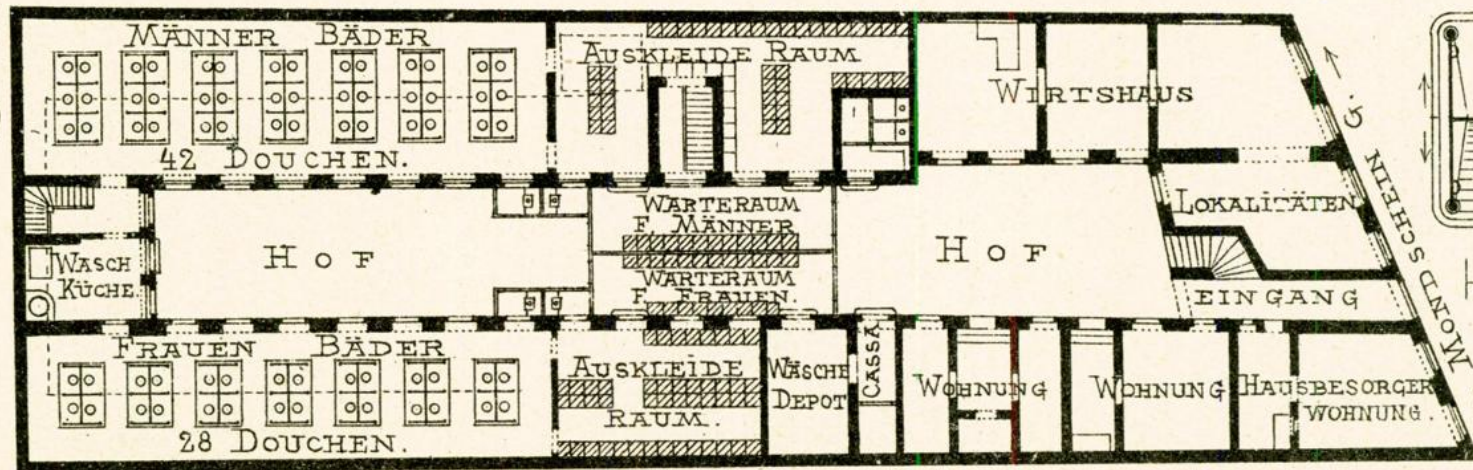 MÄNNER BÄDER
42 DOUCHEN.
AUSKLEIDE RAUM
WIRTSHAUS
LOKALITÄTEN
MONDSCHEIN G.
WASCH
KÜCHE.
HOF
WARTERAUM
F. MÄNNER
WARTERAUM
F. FRAUEN.
HOF
EINGANG
FRAUEN BÄDER
28 DOUCHEN.
AUSKLEIDE
RAUM.
WÄSCHE
DEPOT
CASSA
WOHNUNG
WOHNUNG
HAUSBESORGER
WOHNUNG.